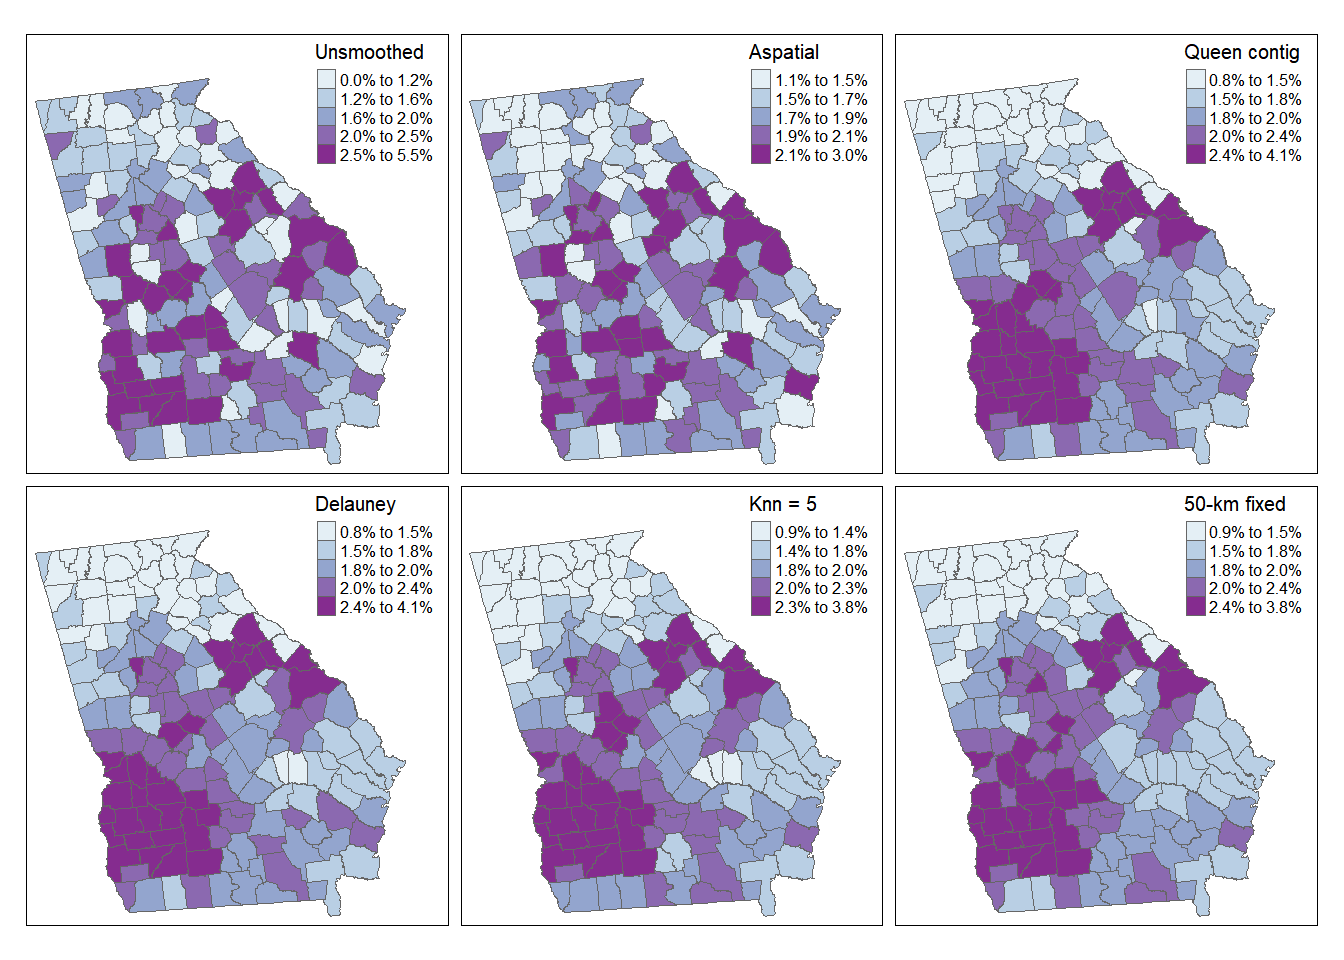 Unsmoothed
0.0% to 1.2%
1.2% to 1.6%
1.6% to 2.0%
2.0% to 2.5%
2.5% to 5.5%
Aspatial
1.1% to 1.5%
1.5% to 1.7%
1.7% to 1.9%
1.9% to 2.1%
2.1% to 3.0%
Queen contig
0.8% to 1.5%
1.5% to 1.8%
1.8% to 2.0%
2.0% to 2.4%
2.4% to 4.1%
Delauney
0.8% to 1.5%
1.5% to 1.8%
1.8% to 2.0%
2.0% to 2.4%
2.4% to 4.1%
Knn = 5
0.9% to 1.4%
1.4% to 1.8%
1.8% to 2.0%
2.0% to 2.3%
2.3% to 3.8%
50-km fixed
0.9% to 1.5%
1.5% to 1.8%
1.8% to 2.0%
2.0% to 2.4%
2.4% to 3.8%